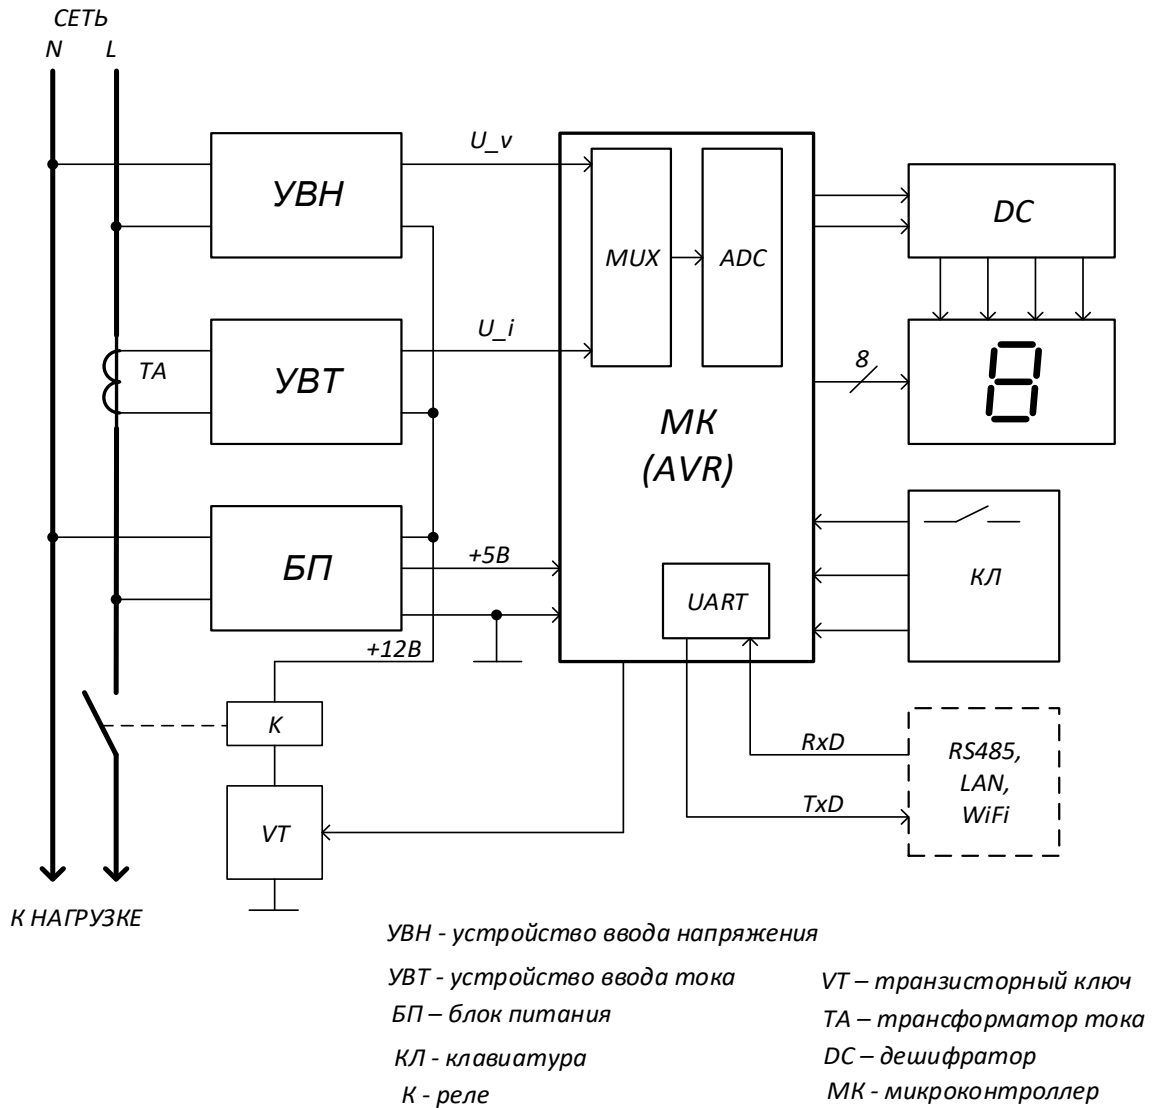 СЕТЬ
N L
УВН
U_v
MUX
ADC
DC
TA
УВТ
U_i
8
МК
(AVR)
БП
+5В
UART
КЛ
+12В
K
RxD
TxD
RS485,
LAN,
WiFi
VT
К НАГРУЗКЕ
УВН - устройство ввода напряжения
УВТ - устройство ввода тока
БП – блок питания
КЛ - клавиатура
К - реле
VT – транзисторный ключ
TA – трансформатор тока
DC – дешифратор
МК - микроконтроллер